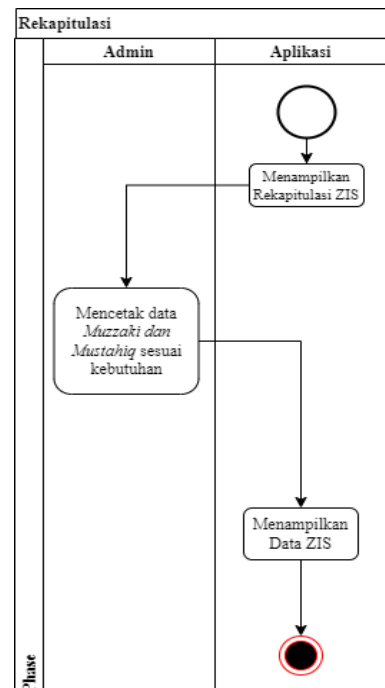 Rekapitulasi
Admin
Aplikasi
Menampilkan
Rekapitulasi ZIS
Mencetak data
Muzzaki dan
Mustahiq sesuai
kebutuhan
Menampilkan
Data ZIS
Phase